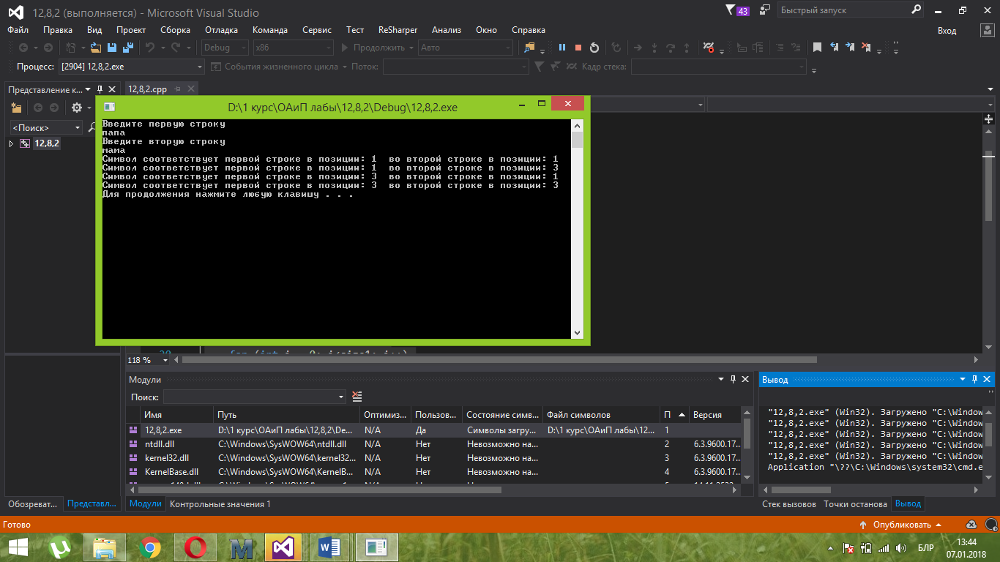 12,8,2 (выполняется) - Microsoft Visual Studio
43
Быстрый запуск
Файл Правка Вид Проект Сборка Отладка Команда Сервис Тест ReSharper Анализ Окно Справка
Вход
Debug x86 Продолжить Авто
Процесс: [2904] 12,8,2.exe События жизненного цикла Поток: Кадр стека:
Представление к...
12,8,2.cpp
<Поиск>
12,8,2
D:\1 курс\ОАиП лабы\12,8,2\Debug\12,8,2.exe
Введите первую строку
папа
Введите вторую строку
мама
Символ соответствует первой строке в позиции: 1 во второй строке в позиции: 1
Символ соответствует первой строке в позиции: 1 во второй строке в позиции: 3
Символ соответствует первой строке в позиции: 3 во второй строке в позиции: 1
Символ соответствует первой строке в позиции: 3 во второй строке в позиции: 3
Для продолжения нажмите любую клавишу . . .
118 %
Модули
Поиск:
Имя Путь Оптимиз... Пользов... Состояние симв... Файл символов П Версия
12,8,2.exe D:\1 курс\ОАиП лабы\12,8,2\De... N/A Да Символы загру... D:\1 курс\ОАиП лабы\12... 1
ntdll.dll C:\Windows\SysWOW64\ntdll.dll N/A Нет Невозможно на... 2 6.3.9600.17...
kernel32.dll C:\Windows\SysWOW64\kernel32... N/A Нет Невозможно на... 3 6.3.9600.17...
KernelBase.dll C:\Windows\SysWOW64\KernelB... N/A Нет Невозможно на... 4 6.3.9600.17...
Вывод
"12,8,2.exe" (Win32). Загружено "C:\Window
"12,8,2.exe" (Win32). Загружено "C:\Window
"12,8,2.exe" (Win32). Загружено "C:\Window
"12,8,2.exe" (Win32). Загружено "C:\Window
"12,8,2.exe" (Win32). Загружено "C:\Window
Application "\??\C:\Windows\system32\cmd.e
Обозреват... Представл... Модули Контрольные значения 1
Стек вызовов Точки останова Вывод
Готово
Опубликовать
БЛР
13:44
07.01.2018